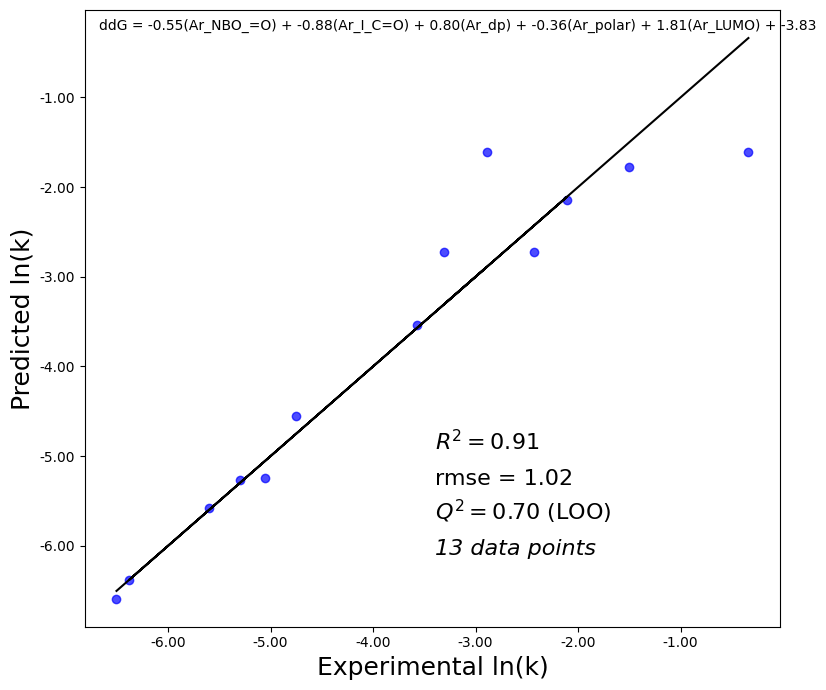 ddG = -0.55(Ar_NBO_=O) + -0.88(Ar_I_C=O) + 0.80(Ar_dp) + -0.36(Ar_polar) + 1.81(Ar_LUMO) + -3.83
-1.00
-2.00
-3.00
-4.00
-5.00
-6.00
Predicted ln(k)
R² = 0.91
rmse = 1.02
Q² = 0.70 (LOO)
13 data points
-6.00 -5.00 -4.00 -3.00 -2.00 -1.00
Experimental ln(k)